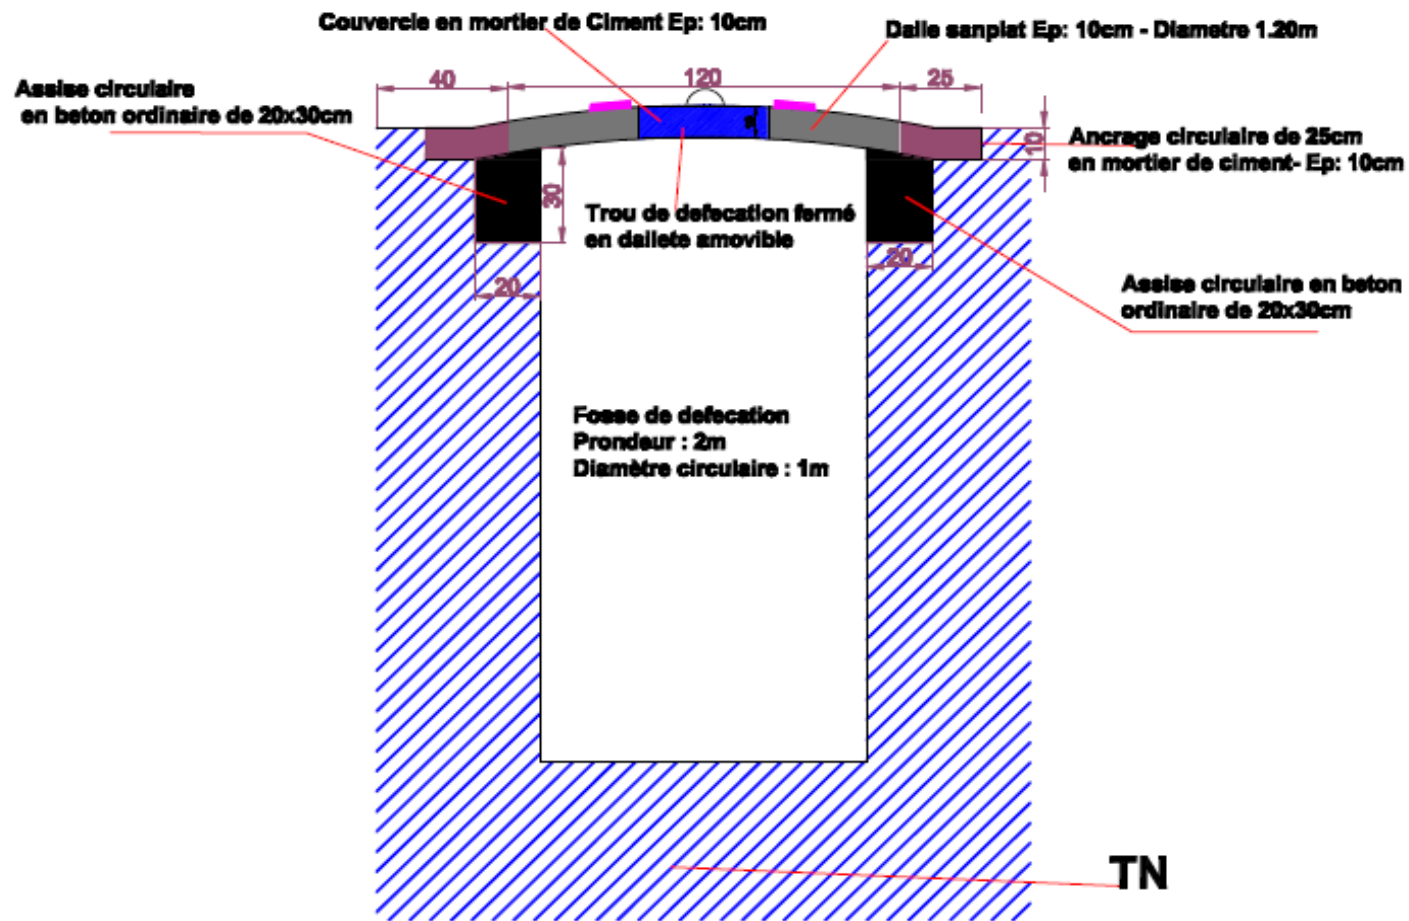 Couvercle en mortier de Ciment Ep: 10cm
Dalle sanplat Ep: 10cm - Diametre 1.20m
40
120
25
Assise circulaire
en beton ordinaire de 20x30cm
10
Ancrage circulaire de 25cm
en mortier de ciment- Ep: 10cm
30
Trou de defecation fermé
en dallete amovible
20
20
Assise circulaire en beton
ordinaire de 20x30cm
Fosse de defecation
Prondeur : 2m
Diamètre circulaire : 1m
TN